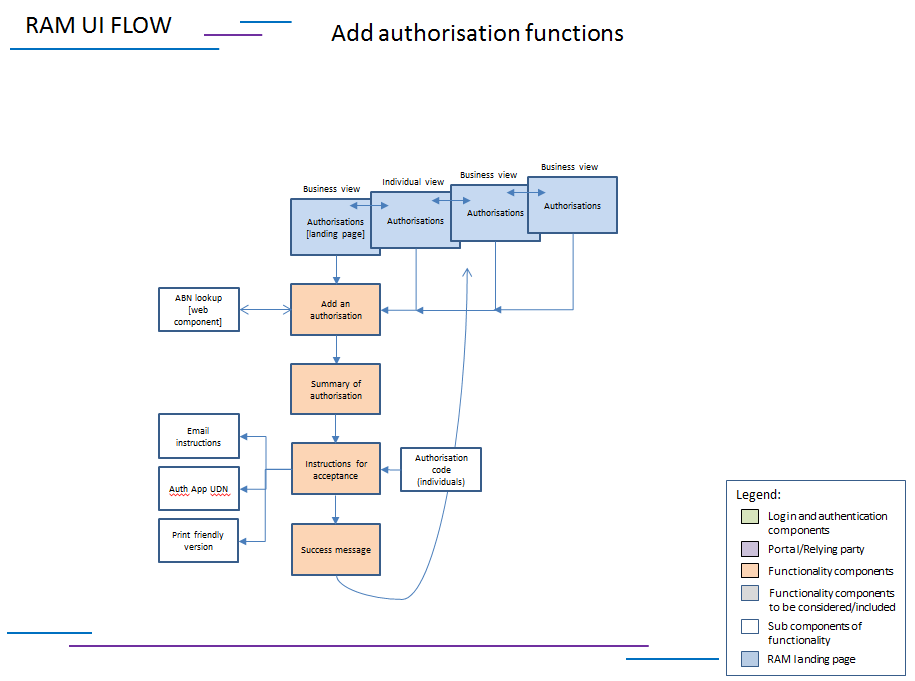 RAM UI FLOW
Add authorisation functions
Business view
Individual view
Business view
Business view
Authorisations
[landing page]
Authorisations
Authorisations
Authorisations
ABN lookup
[web
component]
Add an
authorisation
Summary of
authorisation
Email
instructions
Auth App UDN
Print friendly
version
Instructions for
acceptance
Authorisation
code
(individuals)
Success message
Legend:
Login and authentication
components
Portal/Relying party
Functionality components
Functionality components
to be considered/included
Sub components of
functionality
RAM landing page